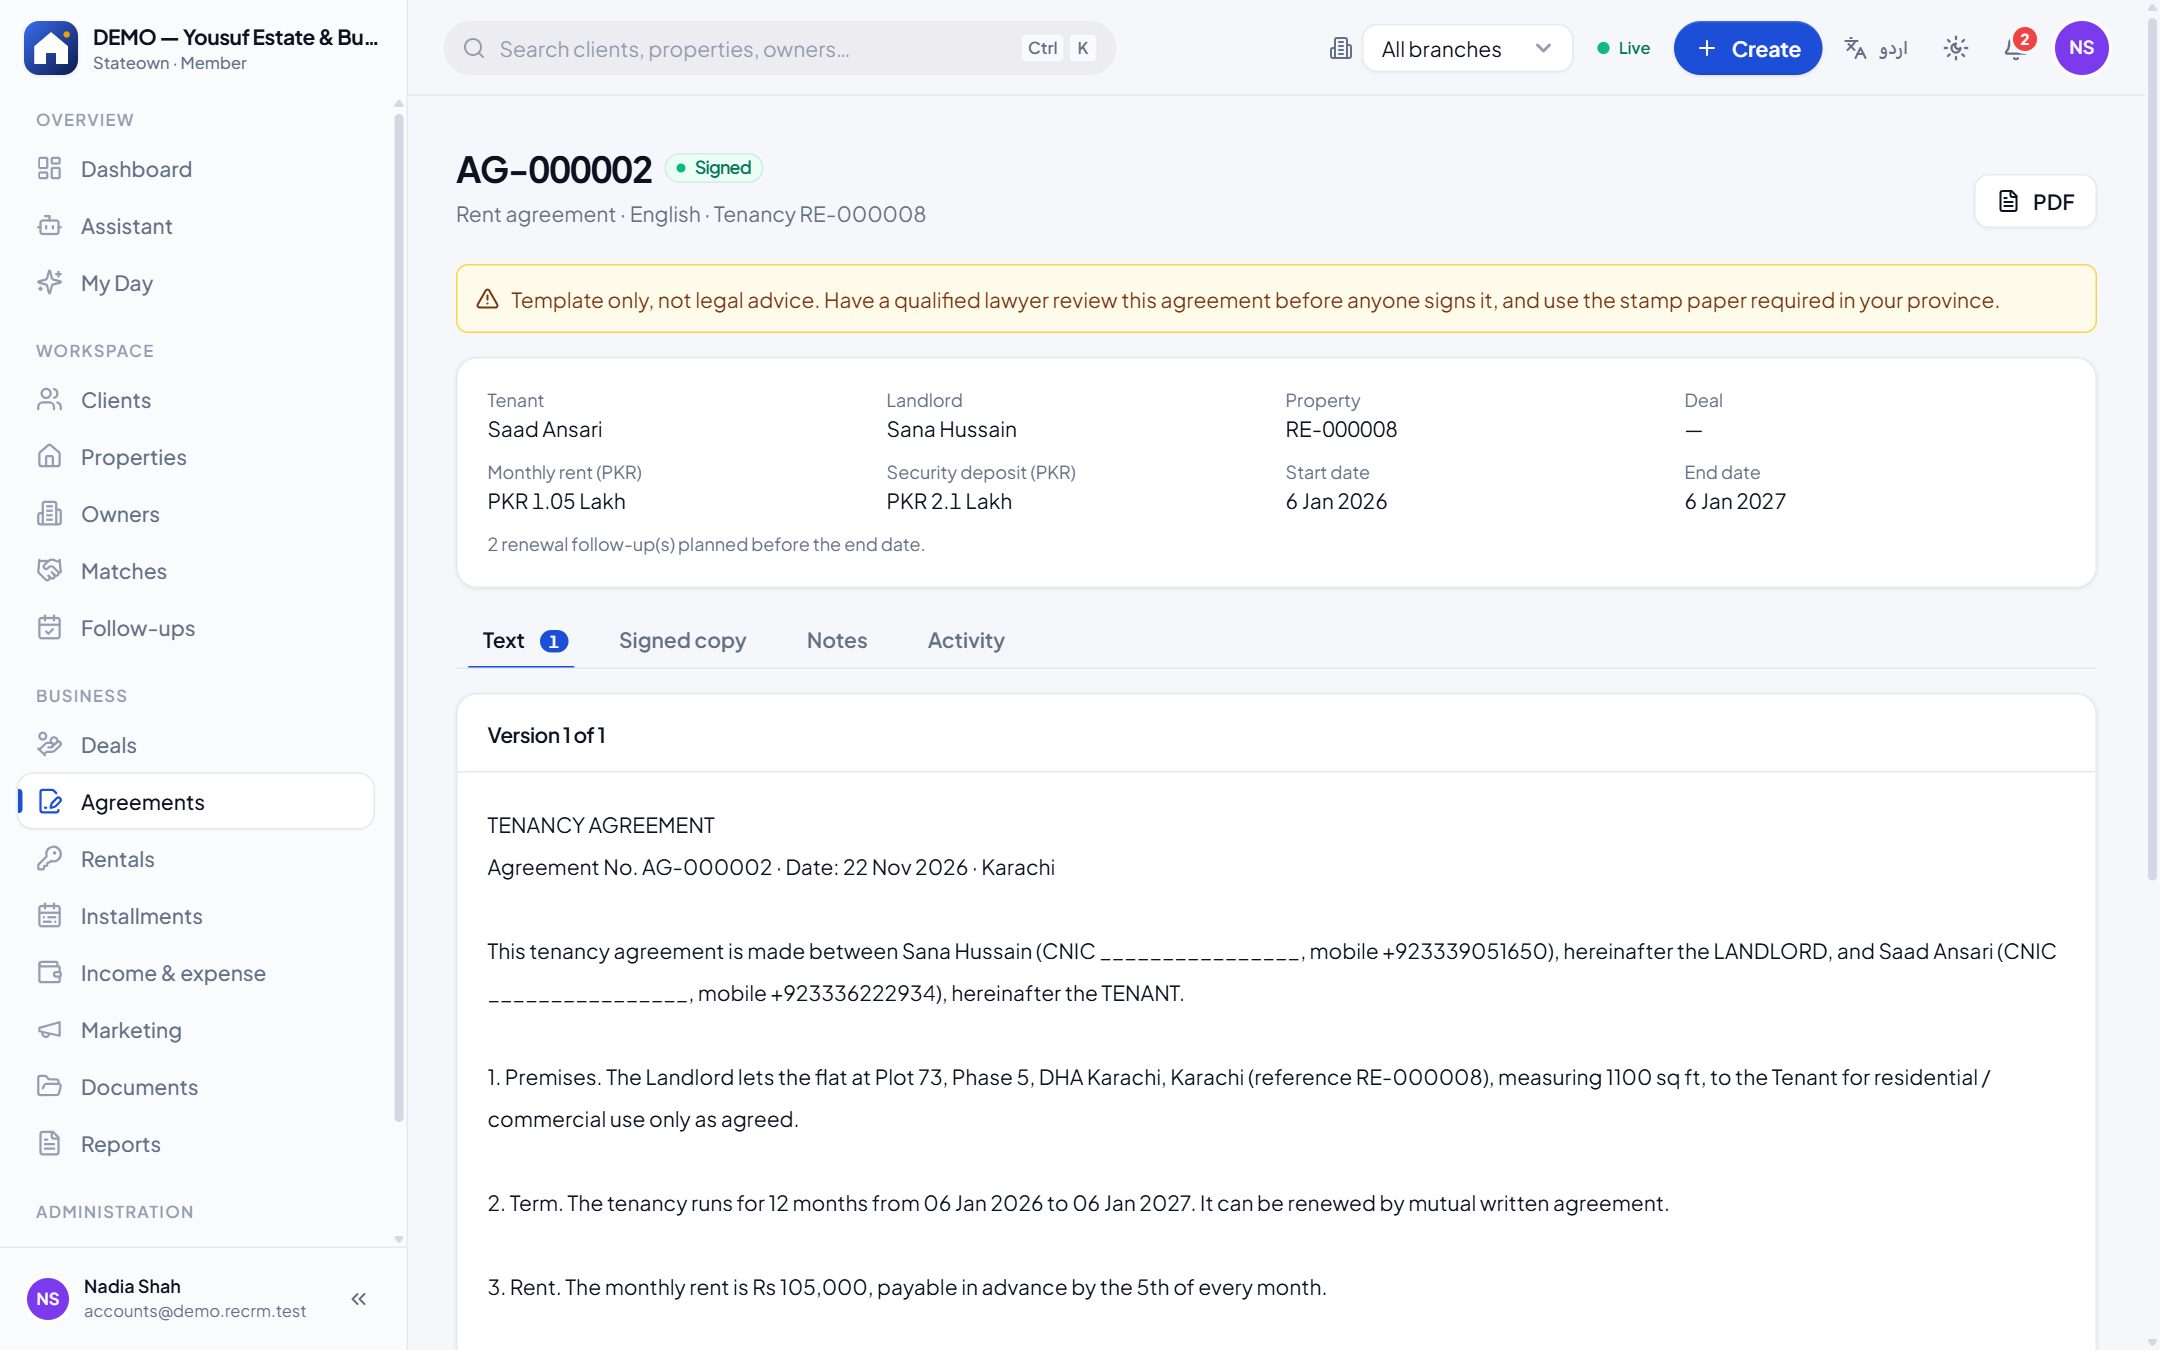 DEMO — Yousuf Estate & Bu...
Stateown · Member
OVERVIEW
Dashboard
Assistant
My Day
WORKSPACE
Clients
Properties
Owners
Matches
Follow-ups
BUSINESS
Deals
Agreements
Rentals
Installments
Income & expense
Marketing
Documents
Reports
ADMINISTRATION
NS
Nadia Shah
accounts@demo.recrm.test
Search clients, properties, owners...
Ctrl K
All branches
Live
Create
اردو
2
NS
AG-000002
Signed
Rent agreement · English · Tenancy RE-000008
PDF
Template only, not legal advice. Have a qualified lawyer review this agreement before anyone signs it, and use the stamp paper required in your province.
Tenant
Saad Ansari
Landlord
Sana Hussain
Property
RE-000008
Deal
—
Monthly rent (PKR)
PKR 1.05 Lakh
Security deposit (PKR)
PKR 2.1 Lakh
Start date
6 Jan 2026
End date
6 Jan 2027
2 renewal follow-up(s) planned before the end date.
Text 1
Signed copy
Notes
Activity
Version 1 of 1
TENANCY AGREEMENT
Agreement No. AG-000002 · Date: 22 Nov 2026 · Karachi
This tenancy agreement is made between Sana Hussain (CNIC ________________, mobile +923339051650), hereinafter the LANDLORD, and Saad Ansari (CNIC
________________, mobile +923336222934), hereinafter the TENANT.
1. Premises. The Landlord lets the flat at Plot 73, Phase 5, DHA Karachi, Karachi (reference RE-000008), measuring 1100 sq ft, to the Tenant for residential /
commercial use only as agreed.
2. Term. The tenancy runs for 12 months from 06 Jan 2026 to 06 Jan 2027. It can be renewed by mutual written agreement.
3. Rent. The monthly rent is Rs 105,000, payable in advance by the 5th of every month.